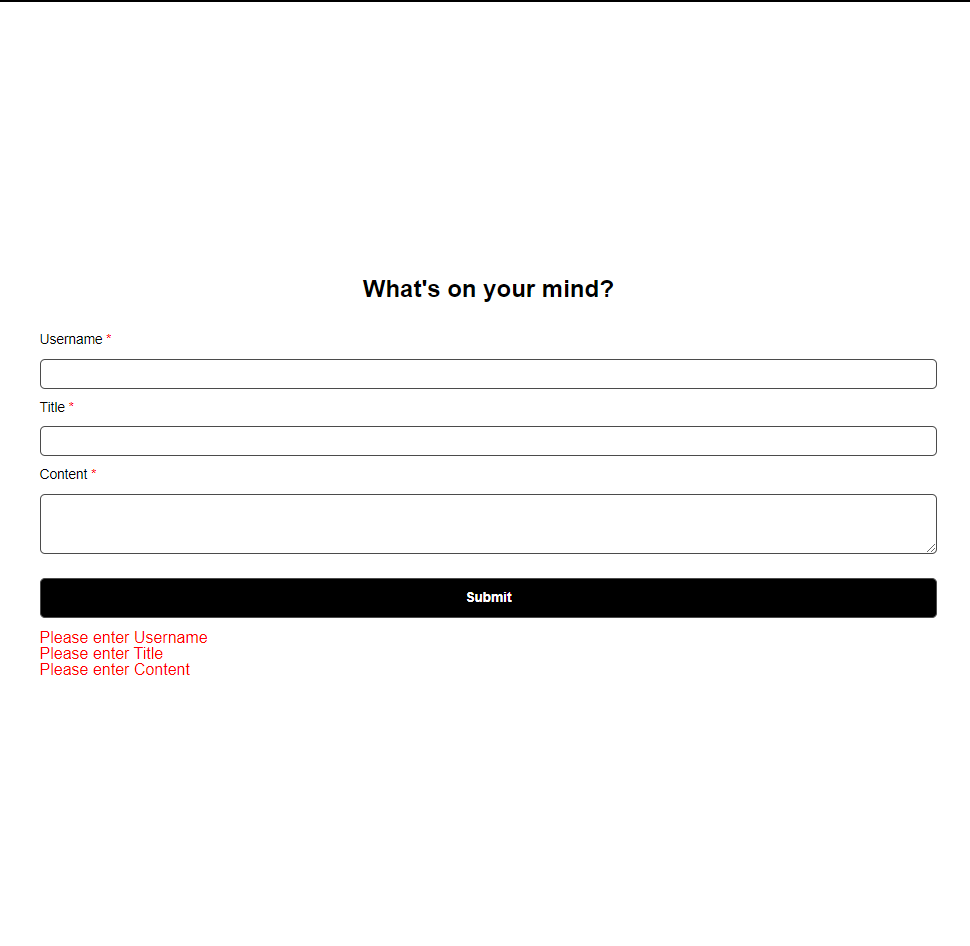 What's on your mind?
Username *
Title *
Content *
Submit
Please enter Username
Please enter Title
Please enter Content